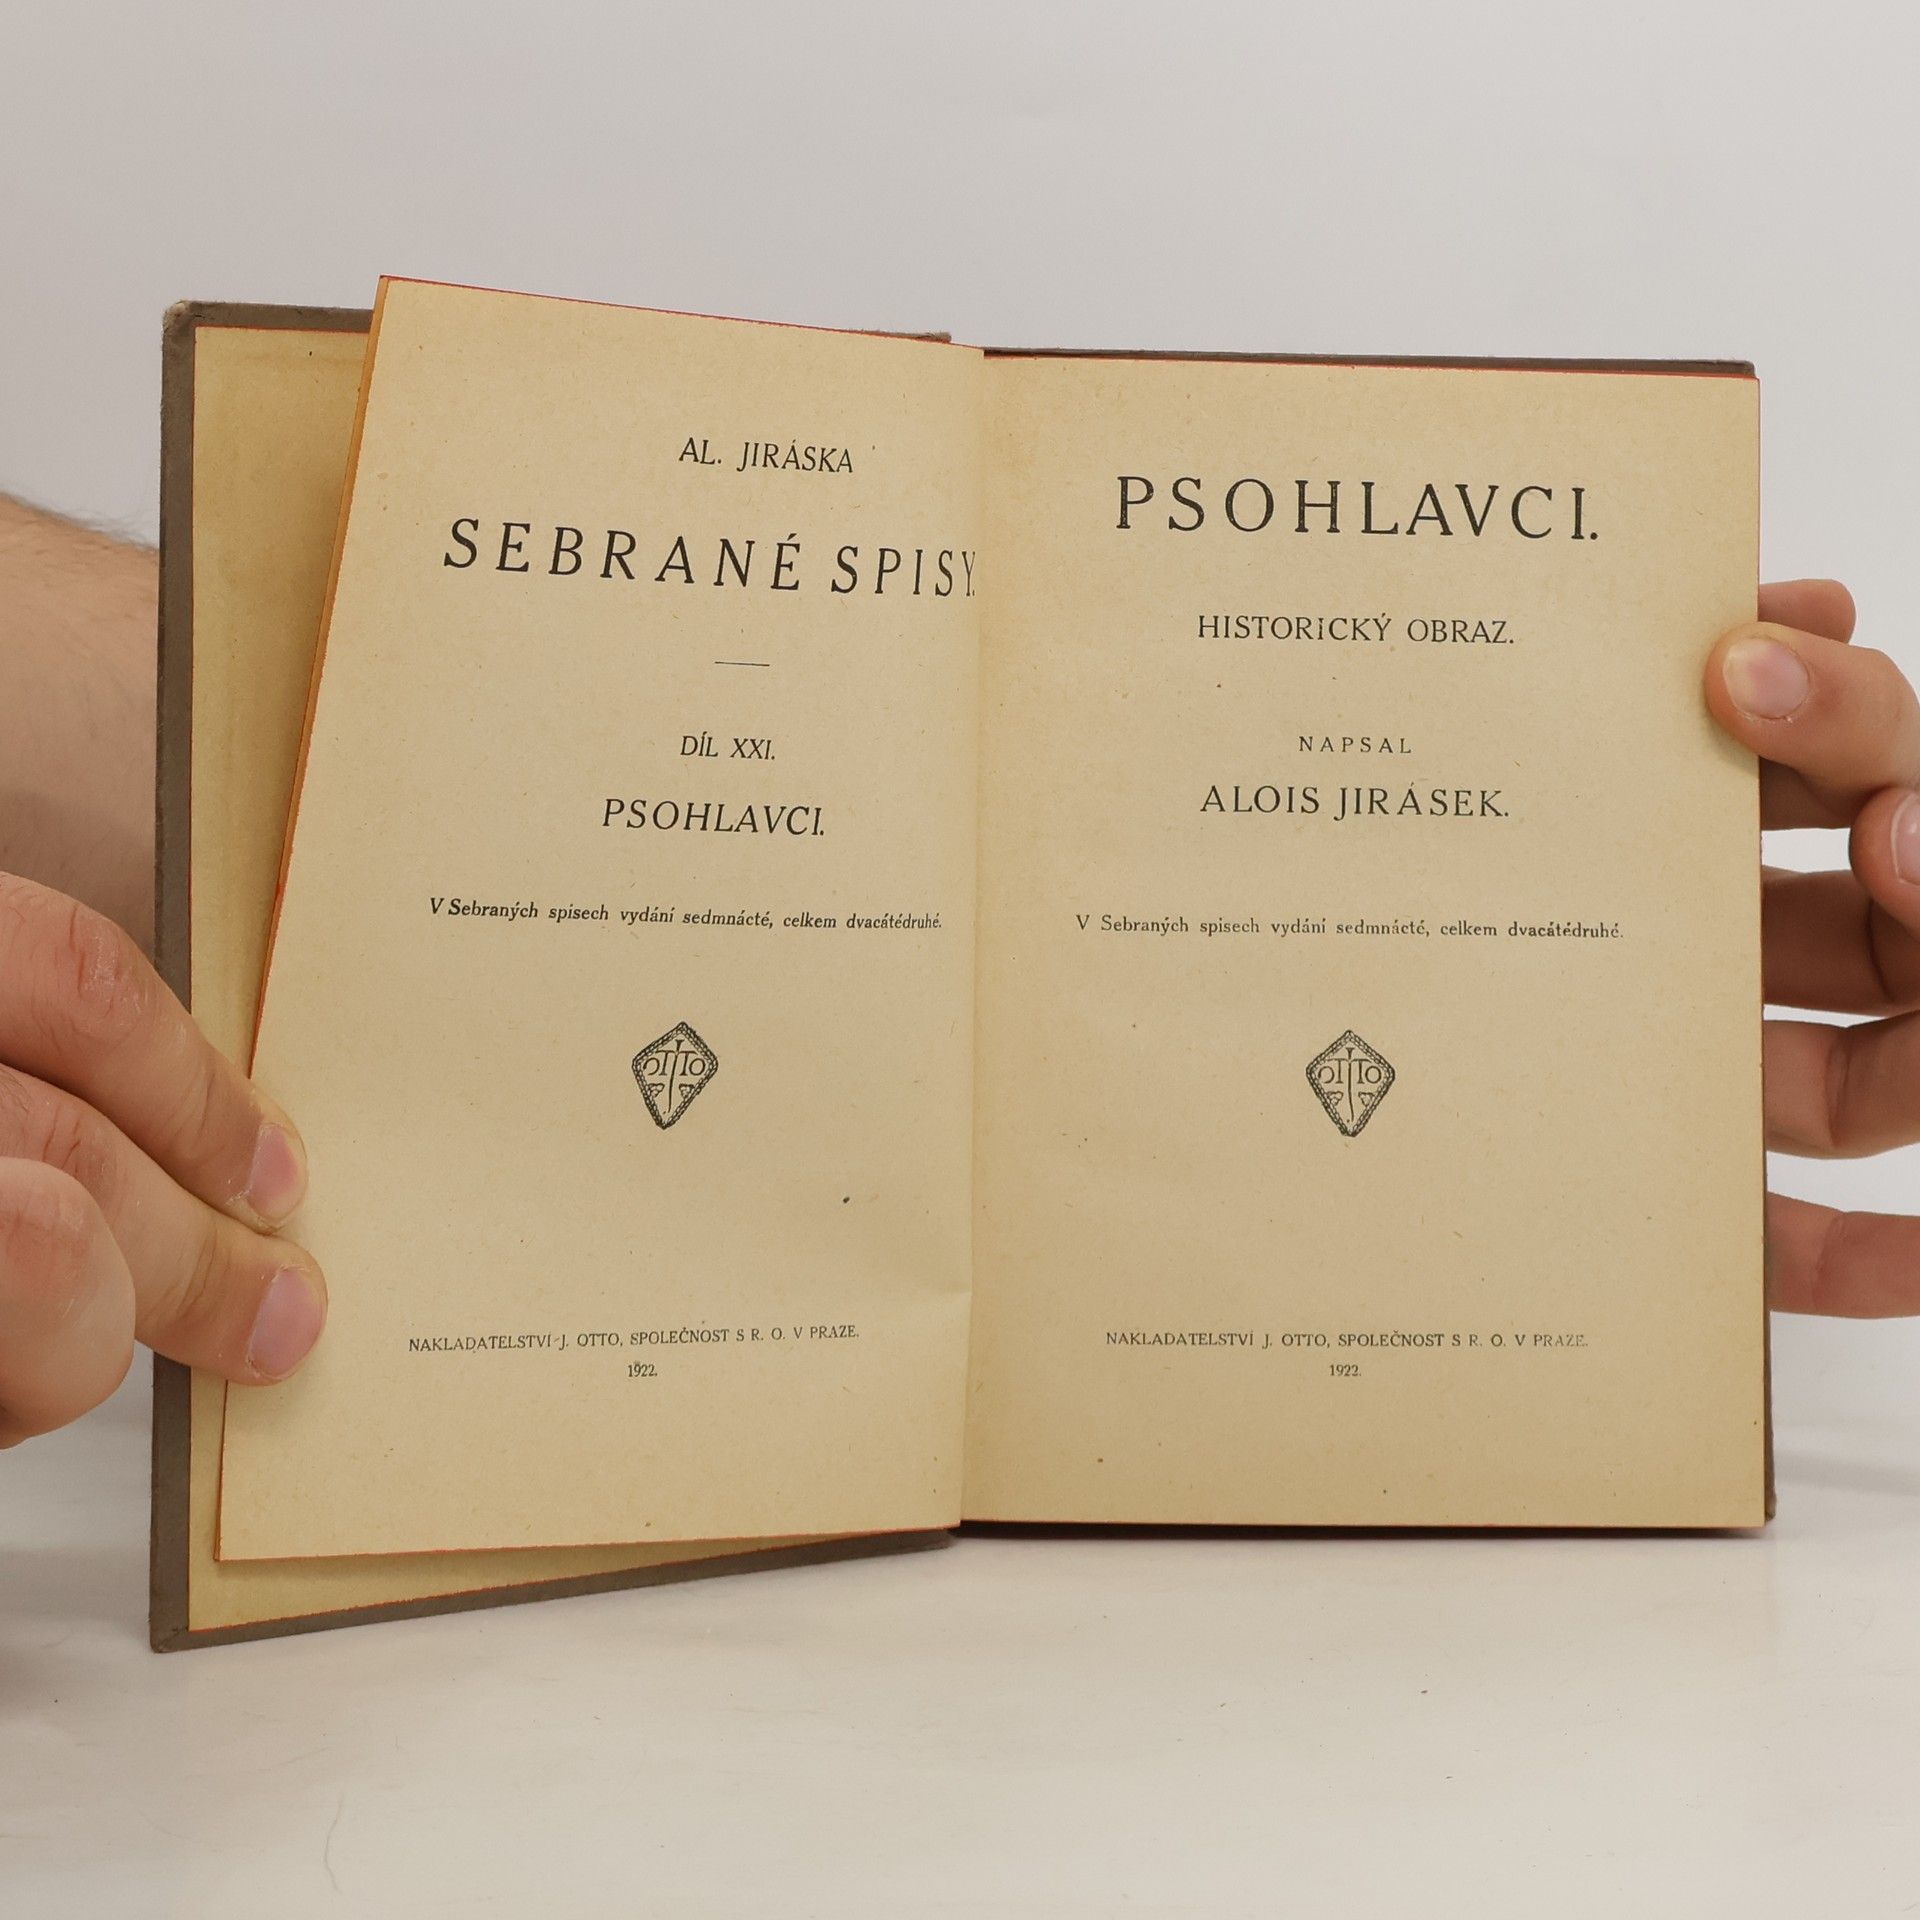 AL. JIRÁSKA
SEBRANÉ SPISY.
DÍL XXI.
PSOHLAVCI.
V Sebraných spisech vydání sedmnácté, celkem dvacátédruhé.
OTTO
NAKLADATELSTVÍ J. OTTO, SPOLEČNOST S R. O. V PRAZE.
1922.
PSOHLAVCI.
HISTORICKÝ OBRAZ.
NAPSAL
ALOIS JIRÁSEK.
V Sebraných spisech vydání sedmnácté, celkem dvacátédruhé.
OTTO
NAKLADATELSTVÍ J. OTTO, SPOLEČNOST S R. O. V PRAZE.
1922.